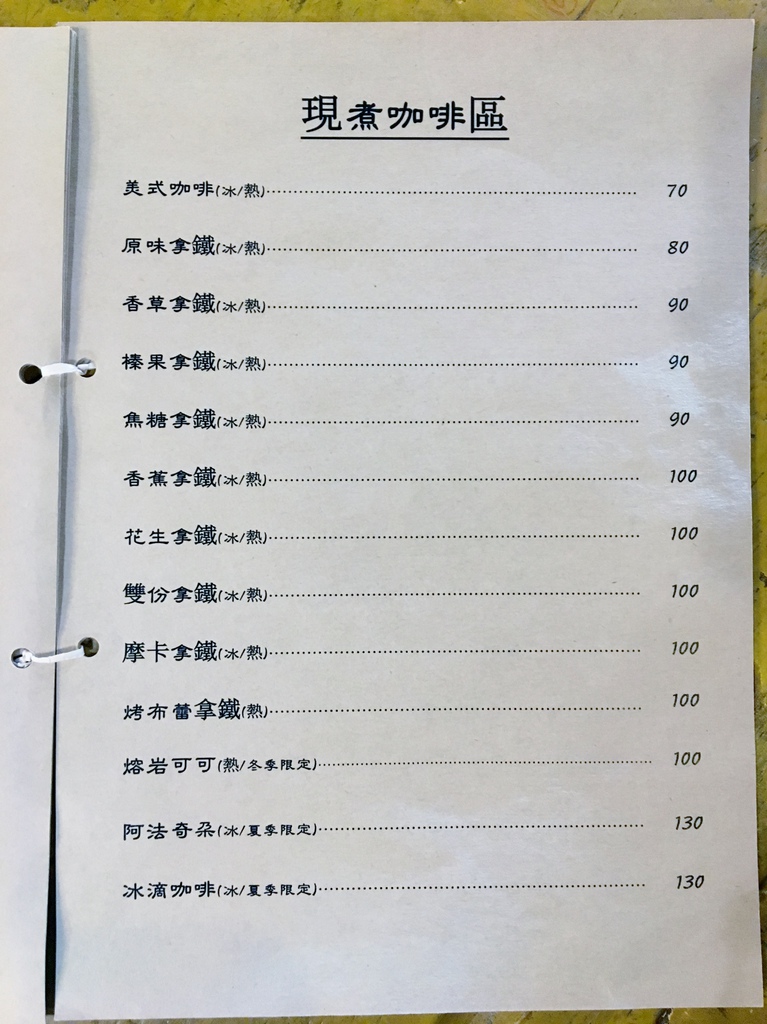 現煮咖啡區
美式咖啡(冰/熱)............................................................ 70
原味拿鐵(冰/熱)............................................................ 80
香草拿鐵(冰/熱)............................................................ 90
榛果拿鐵(冰/熱)............................................................ 90
焦糖拿鐵(冰/熱)............................................................ 90
香蕉拿鐵(冰/熱)............................................................ 100
花生拿鐵(冰/熱)............................................................ 100
雙份拿鐵(冰/熱)............................................................ 100
摩卡拿鐵(冰/熱)............................................................ 100
烤布蕾拿鐵(熱)............................................................ 100
熔岩可可(熱/冬季限定)............................................................ 100
阿法奇朵(冰/夏季限定)............................................................ 130
冰滴咖啡(冰/夏季限定)............................................................ 130